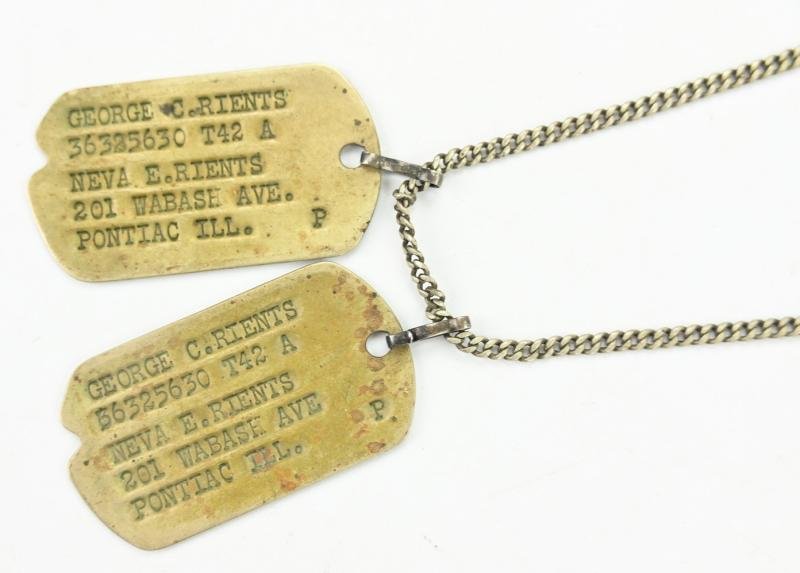 GEORGE C.RIENTS
36325630 T42 A
NEVA E.RIENTS
201 WABASH AVE.
PONTIAC ILL. P
GEORGE C.RIENTS
36325630 T42 A
NEVA E.RIENTS
201 WABASH AVE P
PONTIAC ILL.